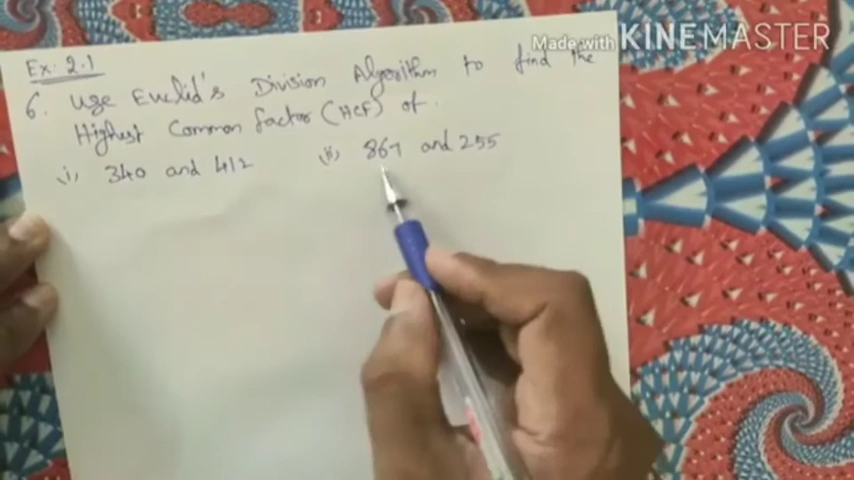 Made with KINEMASTER
Ex: 2.1
6. Use Euclid's Division Algorithm to find the
Highest Common factor (HCF) of.
i) 340 and 412 ii) 867 and 255